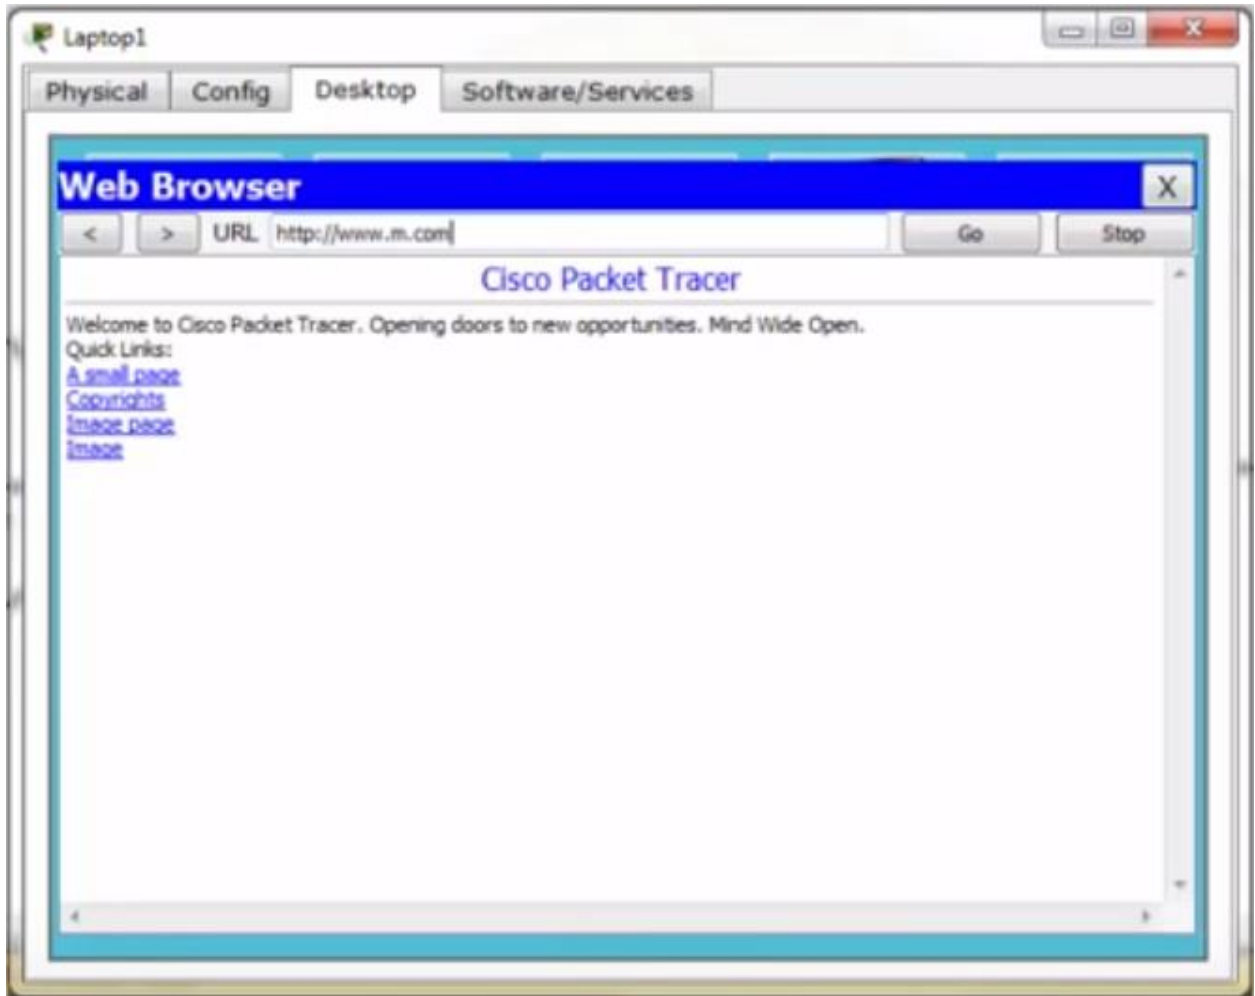 Laptop1
Physical Config Desktop Software/Services
Web Browser X
< > URL http://www.m.com Go Stop
Cisco Packet Tracer
Welcome to Cisco Packet Tracer. Opening doors to new opportunities. Mind Wide Open.
Quick Links:
A small page
Copyrights
Image page
Image